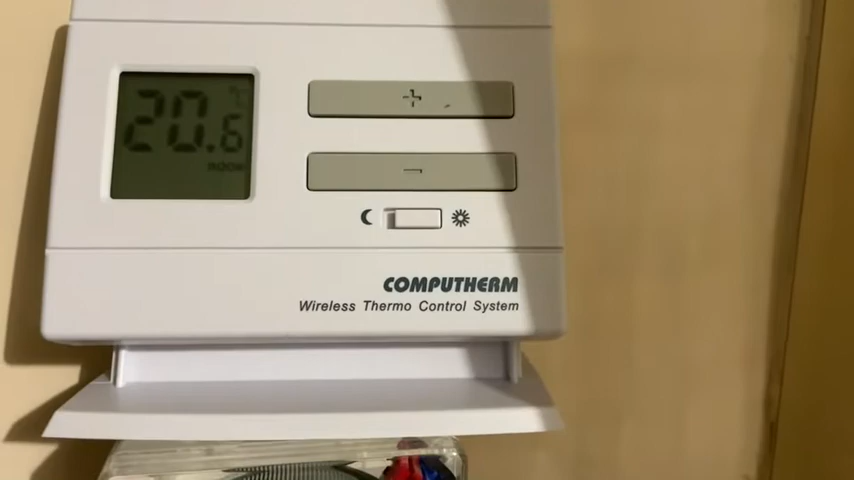 20.6 °C
ROOM
+
−
COMPUTHERM
Wireless Thermo Control System